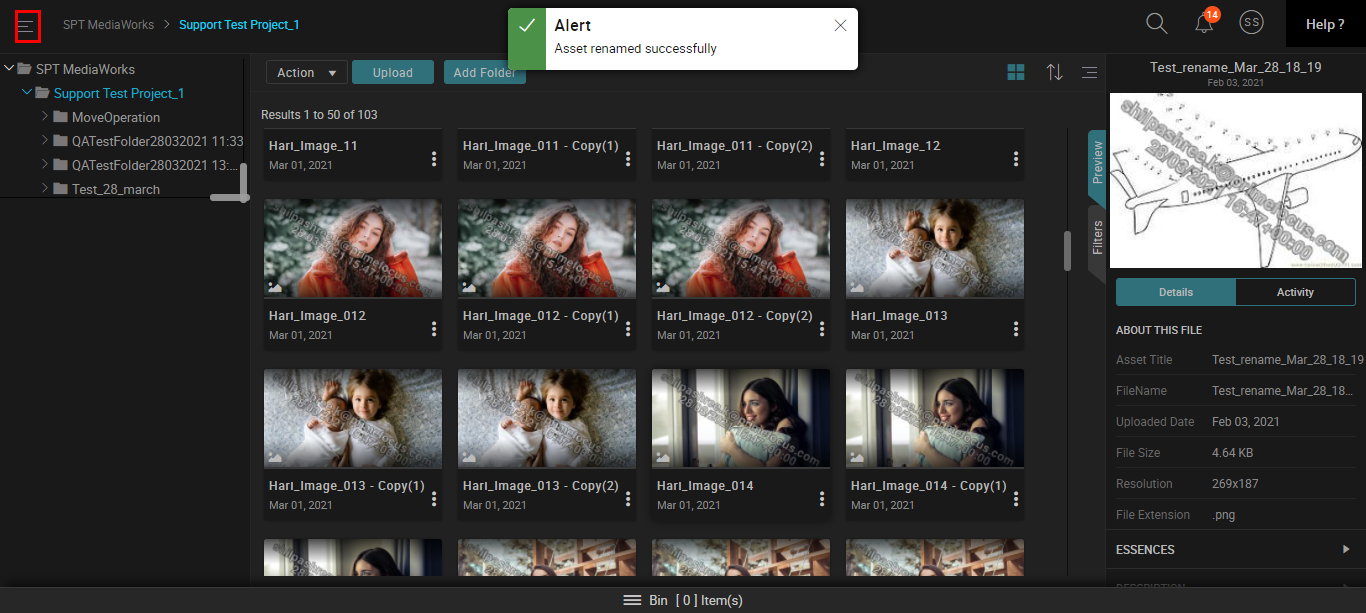 SPT MediaWorks > Support Test Project_1
Alert
Asset renamed successfully
14
SS
Help ?
SPT MediaWorks
Support Test Project_1
MoveOperation
QATestFolder28032021 11:33
QATestFolder28032021 13:...
Test_28_march
Action
Upload
Add Folder
Results 1 to 50 of 103
Hari_Image_11
Mar 01, 2021
Hari_Image_011 - Copy(1)
Mar 01, 2021
Hari_Image_011 - Copy(2)
Mar 01, 2021
Hari_Image_12
Mar 01, 2021
Hari_Image_012
Mar 01, 2021
Hari_Image_012 - Copy(1)
Mar 01, 2021
Hari_Image_012 - Copy(2)
Mar 01, 2021
Hari_Image_013
Mar 01, 2021
Hari_Image_013 - Copy(1)
Mar 01, 2021
Hari_Image_013 - Copy(2)
Mar 01, 2021
Hari_Image_014
Mar 01, 2021
Hari_Image_014 - Copy(1)
Mar 01, 2021
Preview
Filters
Test_rename_Mar_28_18_19
Feb 03, 2021
Details
Activity
ABOUT THIS FILE
Asset Title Test_rename_Mar_28_18_19
FileName Test_rename_Mar_28_18...
Uploaded Date Feb 03, 2021
File Size 4.64 KB
Resolution 269x187
File Extension .png
ESSENCES
DESCRIPTION
Bin [ 0 ] Item(s)